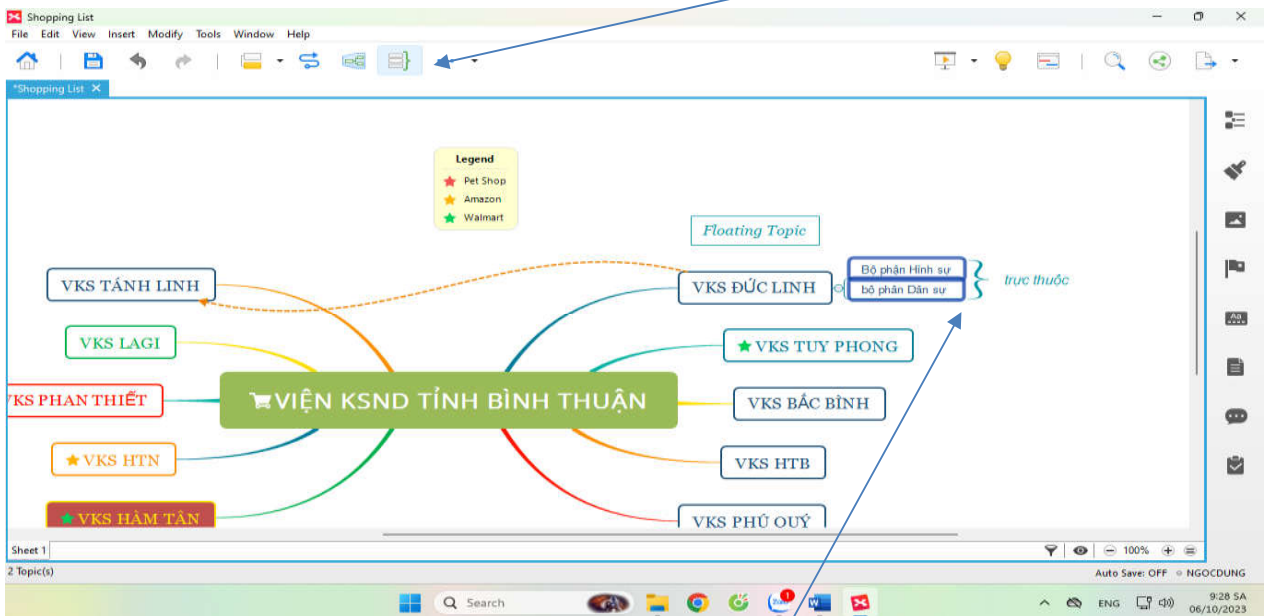 Shopping List
File Edit View Insert Modify Tools Window Help
*Shopping List
Legend
Pet Shop
Amazon
Walmart
Floating Topic
VKS TÁNH LINH
VKS ĐỨC LINH
Bộ phận Hình sự
bộ phân Dân sự
trực thuộc
VKS LAGI
VKS TUY PHONG
VKS PHAN THIẾT
VIỆN KSND TỈNH BÌNH THUẬN
VKS BẮC BÌNH
VKS HTN
VKS HTB
VKS HÀM TÂN
VKS PHÚ QUÝ
Sheet 1
100%
2 Topic(s)
Auto Save: OFF
NGOCDUNG
Search
ENG
9:28 SA
06/10/2023